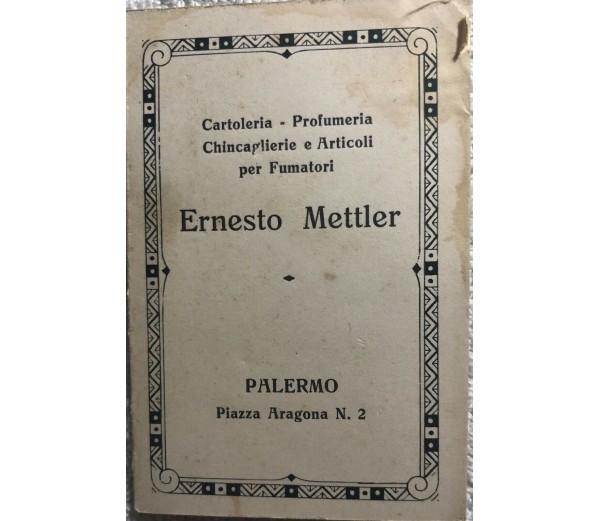 Cartoleria - Profumeria
Chincaglierie e Articoli
per Fumatori
Ernesto Mettler
PALERMO
Piazza Aragona N. 2